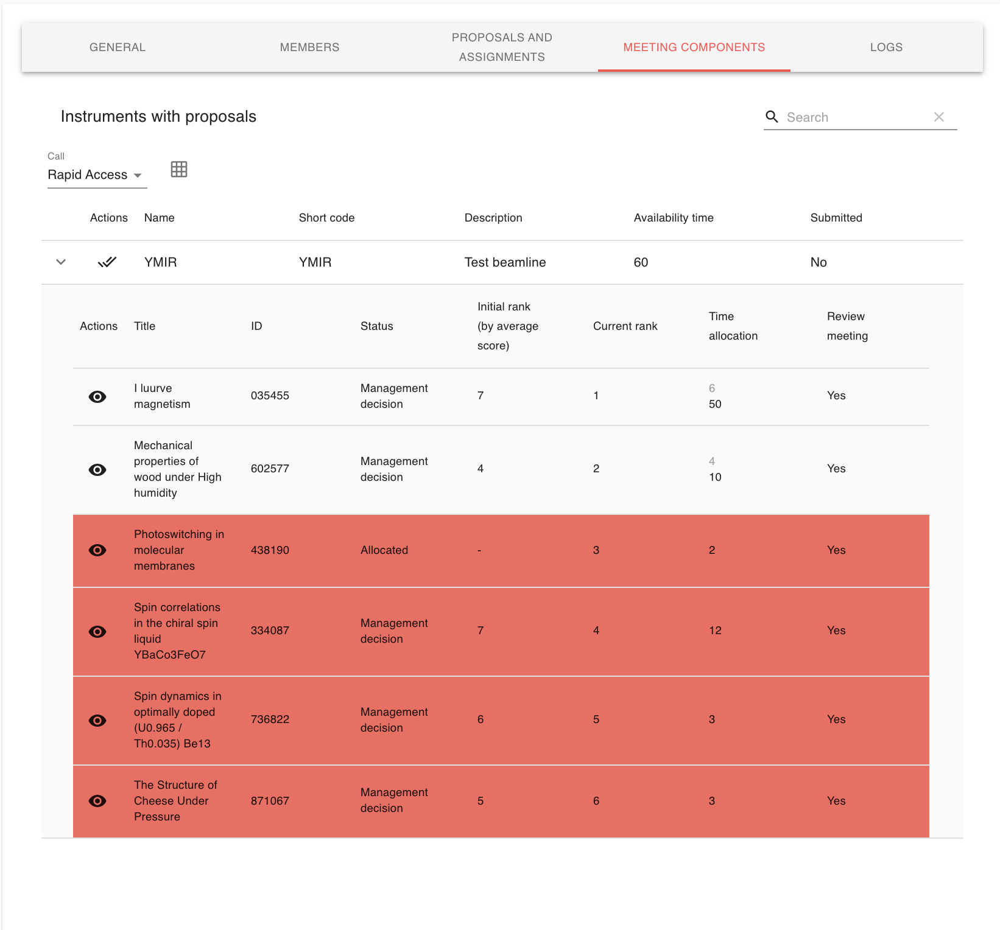 GENERAL
MEMBERS
PROPOSALS AND
ASSIGNMENTS
MEETING COMPONENTS
LOGS
Instruments with proposals
Search
Call
Rapid Access
Actions Name Short code Description Availability time Submitted
YMIR YMIR Test beamline 60 No
Actions Title ID Status
Initial rank
(by average
score)
Current rank
Time
allocation
Review
meeting
I luurve
magnetism
035455
Management
decision
7
1
6
50
Yes
Mechanical
properties of
wood under High
humidity
602577
Management
decision
4
2
4
10
Yes
Photoswitching in
molecular
membranes
438190
Allocated
-
3
2
Yes
Spin correlations
in the chiral spin
liquid
YBaCo3FeO7
334087
Management
decision
7
4
12
Yes
Spin dynamics in
optimally doped
(U0.965 /
Th0.035) Be13
736822
Management
decision
6
5
3
Yes
The Structure of
Cheese Under
Pressure
871067
Management
decision
5
6
3
Yes